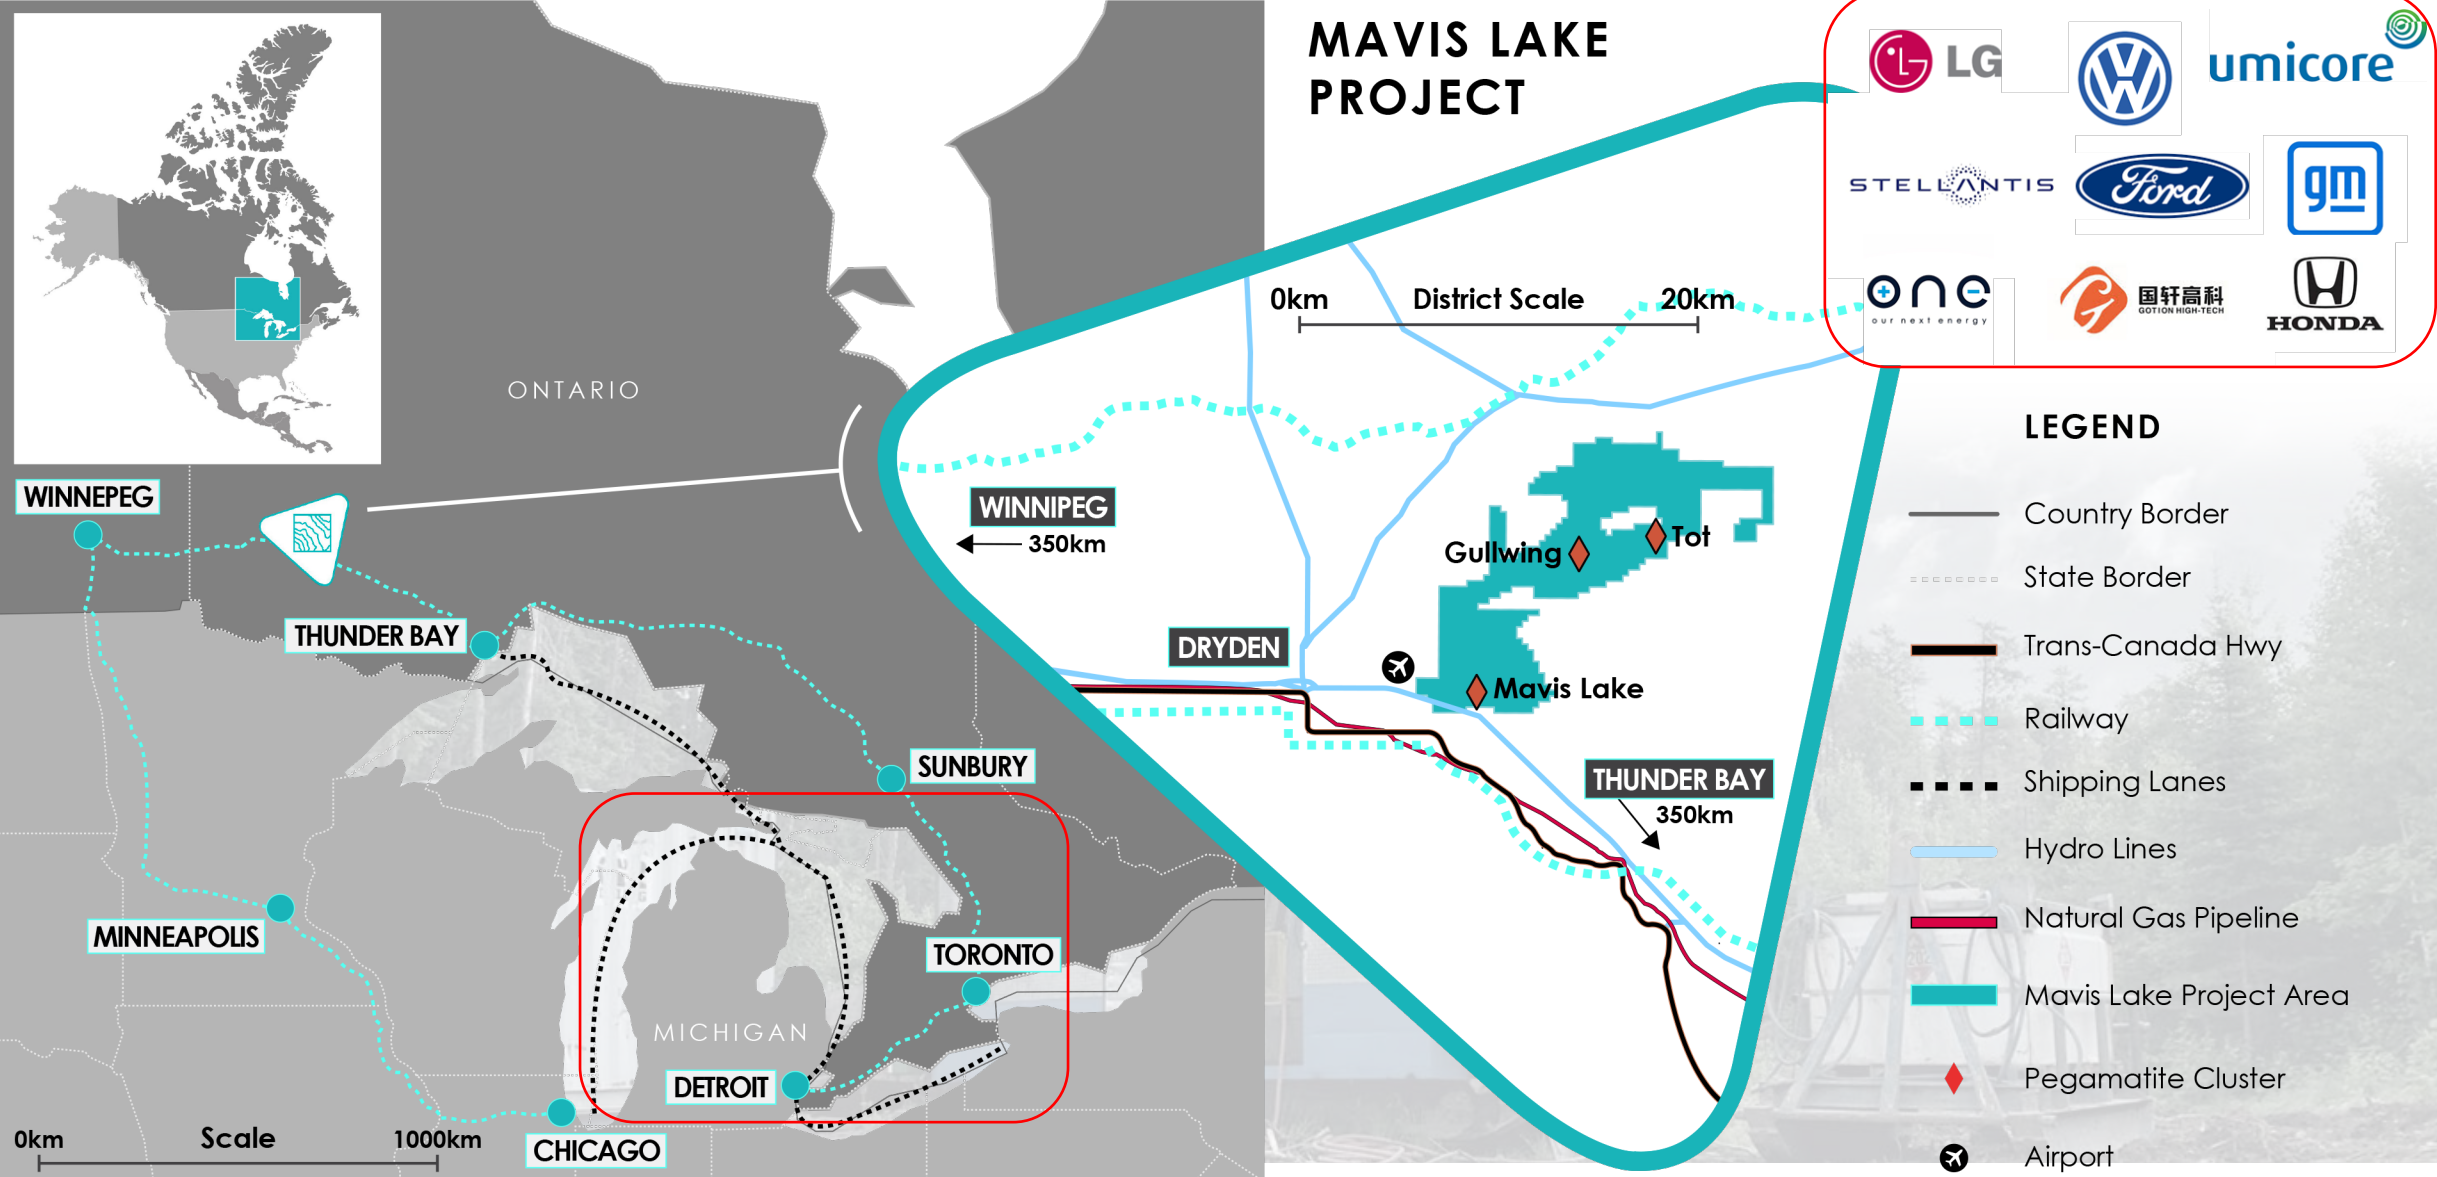 MAVIS LAKE
PROJECT
LG
umicore
STELLANTIS
Ford
gm
one
our next energy
国轩高科
GOTION HIGH-TECH
HONDA
ONTARIO
0km District Scale 20km
WINNEPEG
WINNIPEG
350km
Gullwing
Tot
DRYDEN
Mavis Lake
THUNDER BAY
THUNDER BAY
350km
SUNBURY
MINNEAPOLIS
TORONTO
MICHIGAN
DETROIT
CHICAGO
0km Scale 1000km
LEGEND
Country Border
State Border
Trans-Canada Hwy
Railway
Shipping Lanes
Hydro Lines
Natural Gas Pipeline
Mavis Lake Project Area
Pegamatite Cluster
Airport